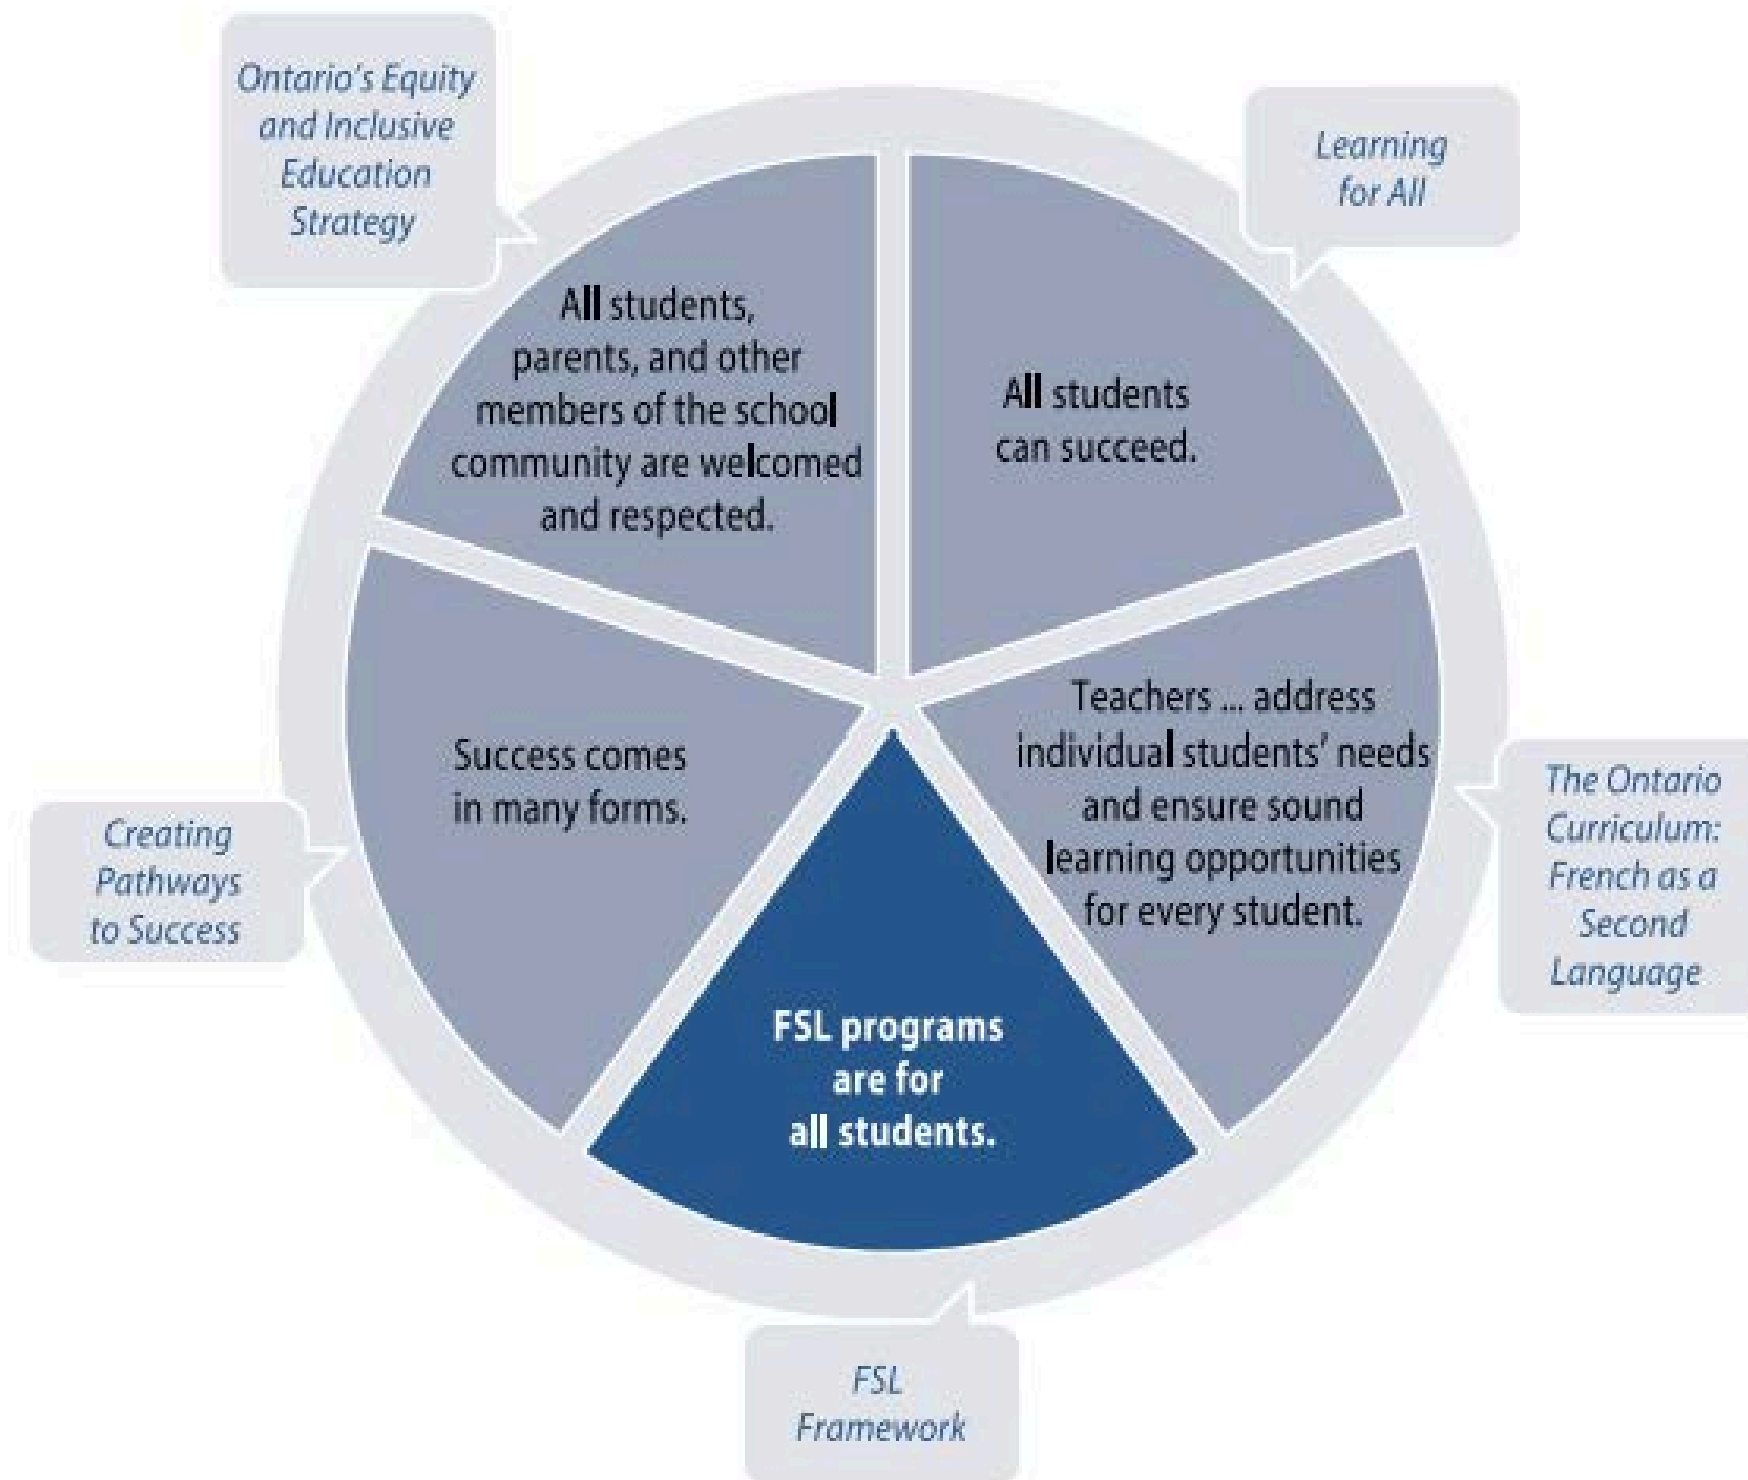 Ontario's Equity
and Inclusive
Education
Strategy
Learning
for All
All students,
parents, and other
members of the school
community are welcomed
and respected.
All students
can succeed.
Teachers ... address
individual students' needs
and ensure sound
learning opportunities
for every student.
The Ontario
Curriculum:
French as a
Second
Language
Success comes
in many forms.
Creating
Pathways
to Success
FSL programs
are for
all students.
FSL
Framework